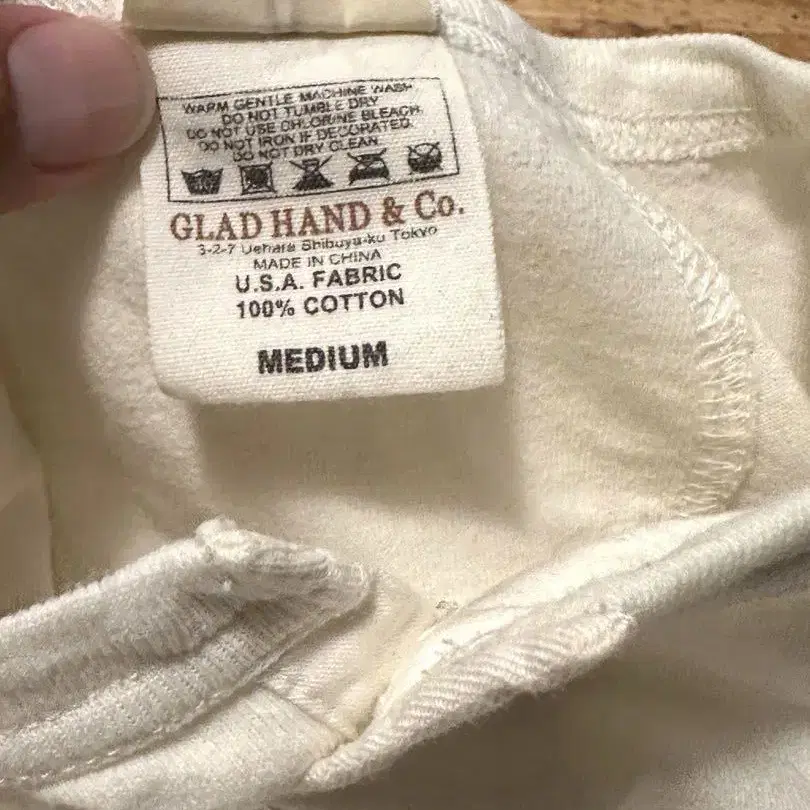 WARM GENTLE MACHINE WASH
DO NOT TUMBLE DRY
DO NOT USE CHLORINE BLEACH.
DO NOT IRON IF DECORATED.
DO NOT DRY CLEAN
GLAD HAND & Co.
3-2-7 Uehara Shibuya-ku Tokyo
MADE IN CHINA
U.S.A. FABRIC
100% COTTON
MEDIUM